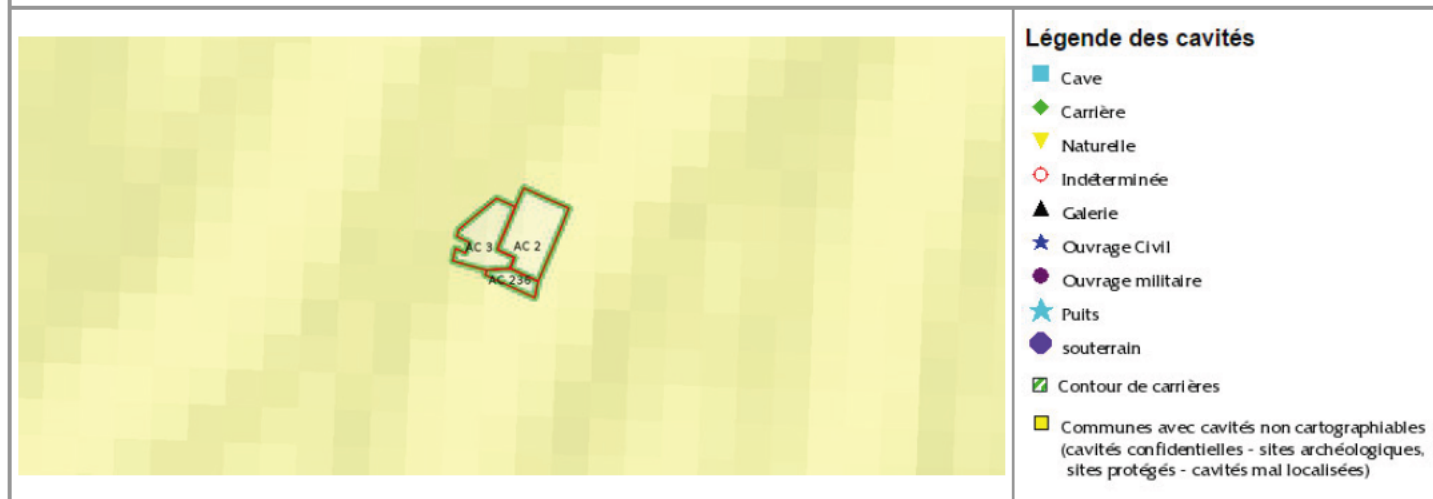 AC 3
AC 2
AC 236
Légende des cavités
Cave
Carrière
Naturelle
Indéterminée
Galerie
Ouvrage Civil
Ouvrage militaire
Puits
souterrain
Contour de carrières
Communes avec cavités non cartographiables
(cavités confidentielles - sites archéologiques,
sites protégés - cavités mal localisées)